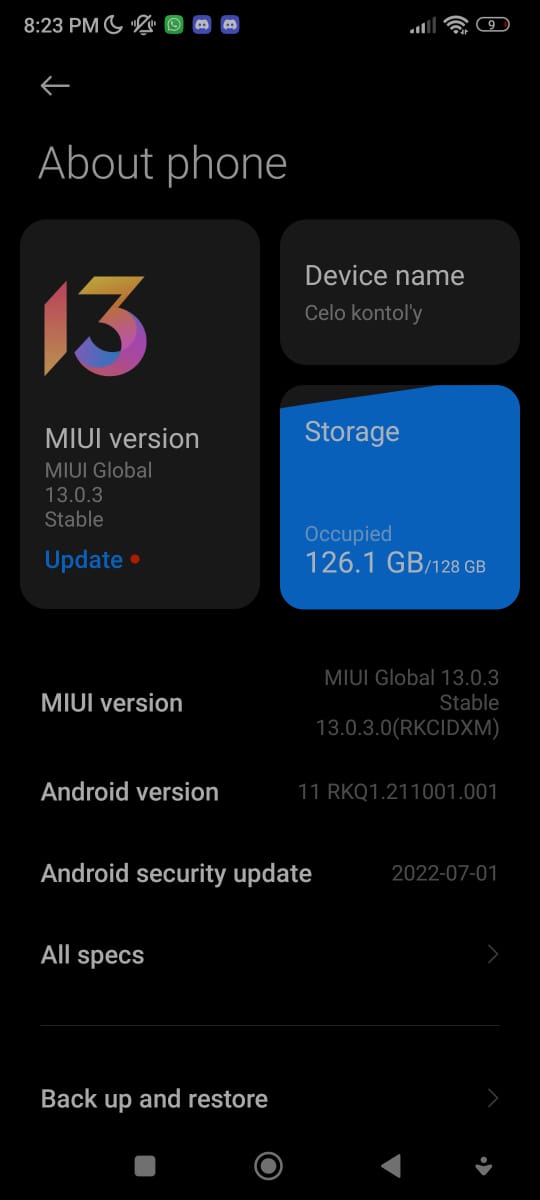 8:23 PM
9
About phone
13
MIUI version
MIUI Global
13.0.3
Stable
Update
Device name
Celo kontol'y
Storage
Occupied
126.1 GB/128 GB
MIUI version
MIUI Global 13.0.3
Stable
13.0.3.0(RKCIDXM)
Android version
11 RKQ1.211001.001
Android security update
2022-07-01
All specs
Back up and restore